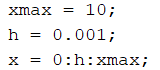 xmax = 10;
h = 0.001;
x = 0:h:xmax;